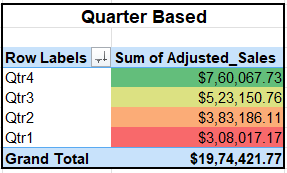 Quarter Based
Row Labels Sum of Adjusted_Sales
Qtr4 $7,60,067.73
Qtr3 $5,23,150.76
Qtr2 $3,83,186.11
Qtr1 $3,08,017.17
Grand Total $19,74,421.77